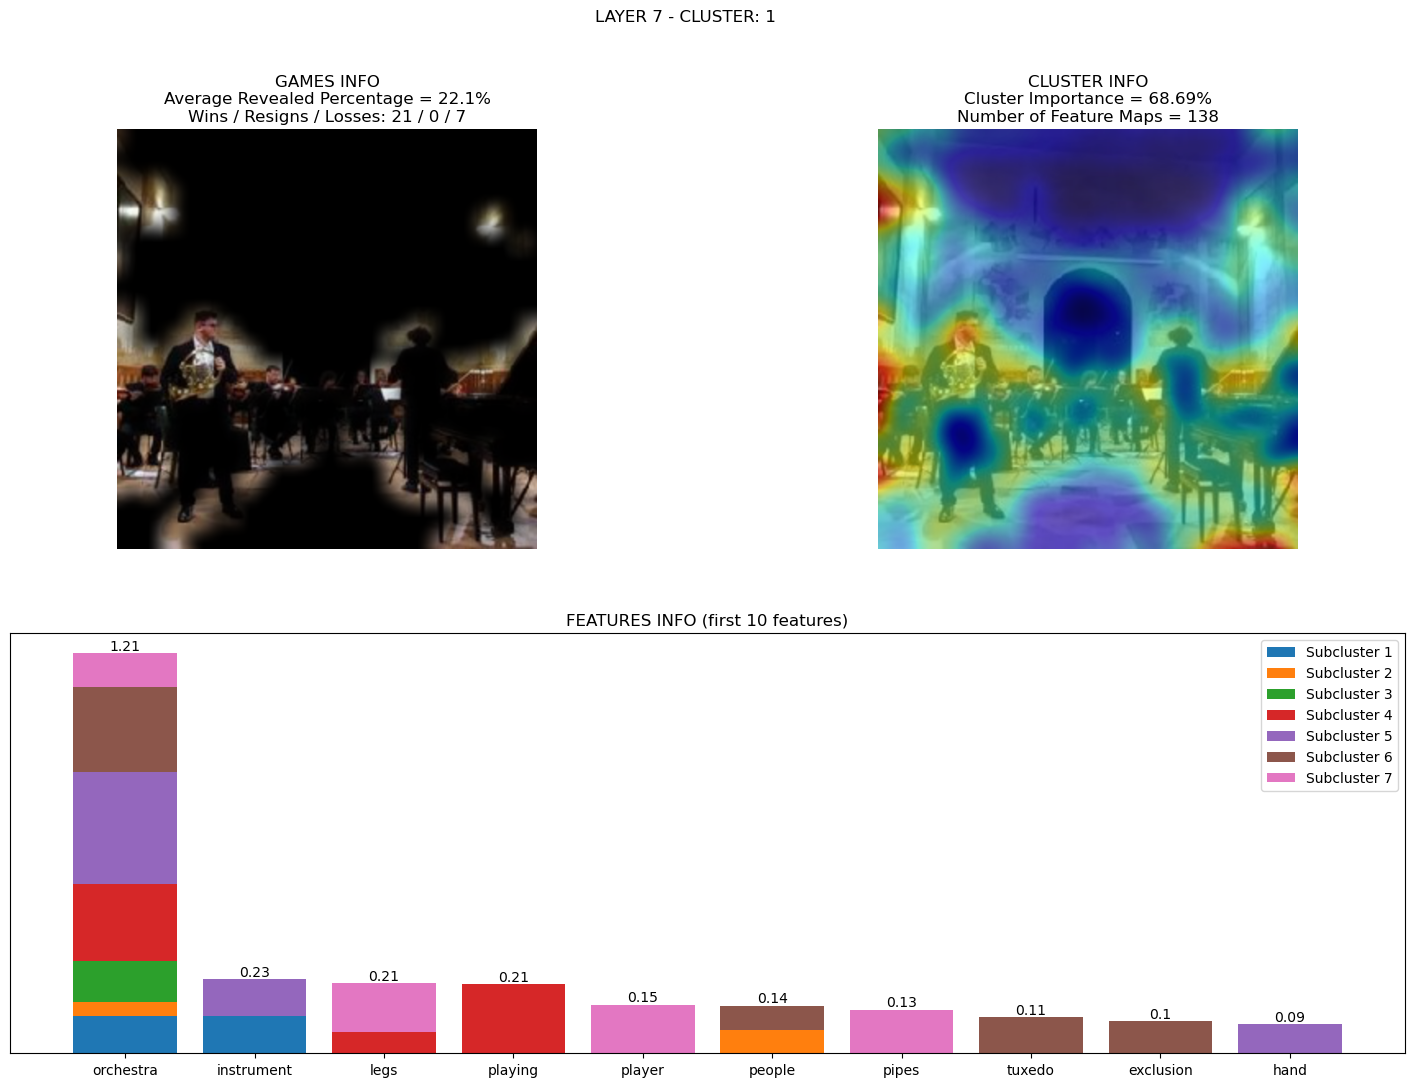 LAYER 7 - CLUSTER: 1
GAMES INFO
Average Revealed Percentage = 22.1%
Wins / Resigns / Losses: 21 / 0 / 7
CLUSTER INFO
Cluster Importance = 68.69%
Number of Feature Maps = 138
FEATURES INFO (first 10 features)
1.21
0.23
0.21
0.21
0.15
0.14
0.13
0.11
0.1
0.09
Subcluster 1
Subcluster 2
Subcluster 3
Subcluster 4
Subcluster 5
Subcluster 6
Subcluster 7
orchestra instrument legs playing player people pipes tuxedo exclusion hand